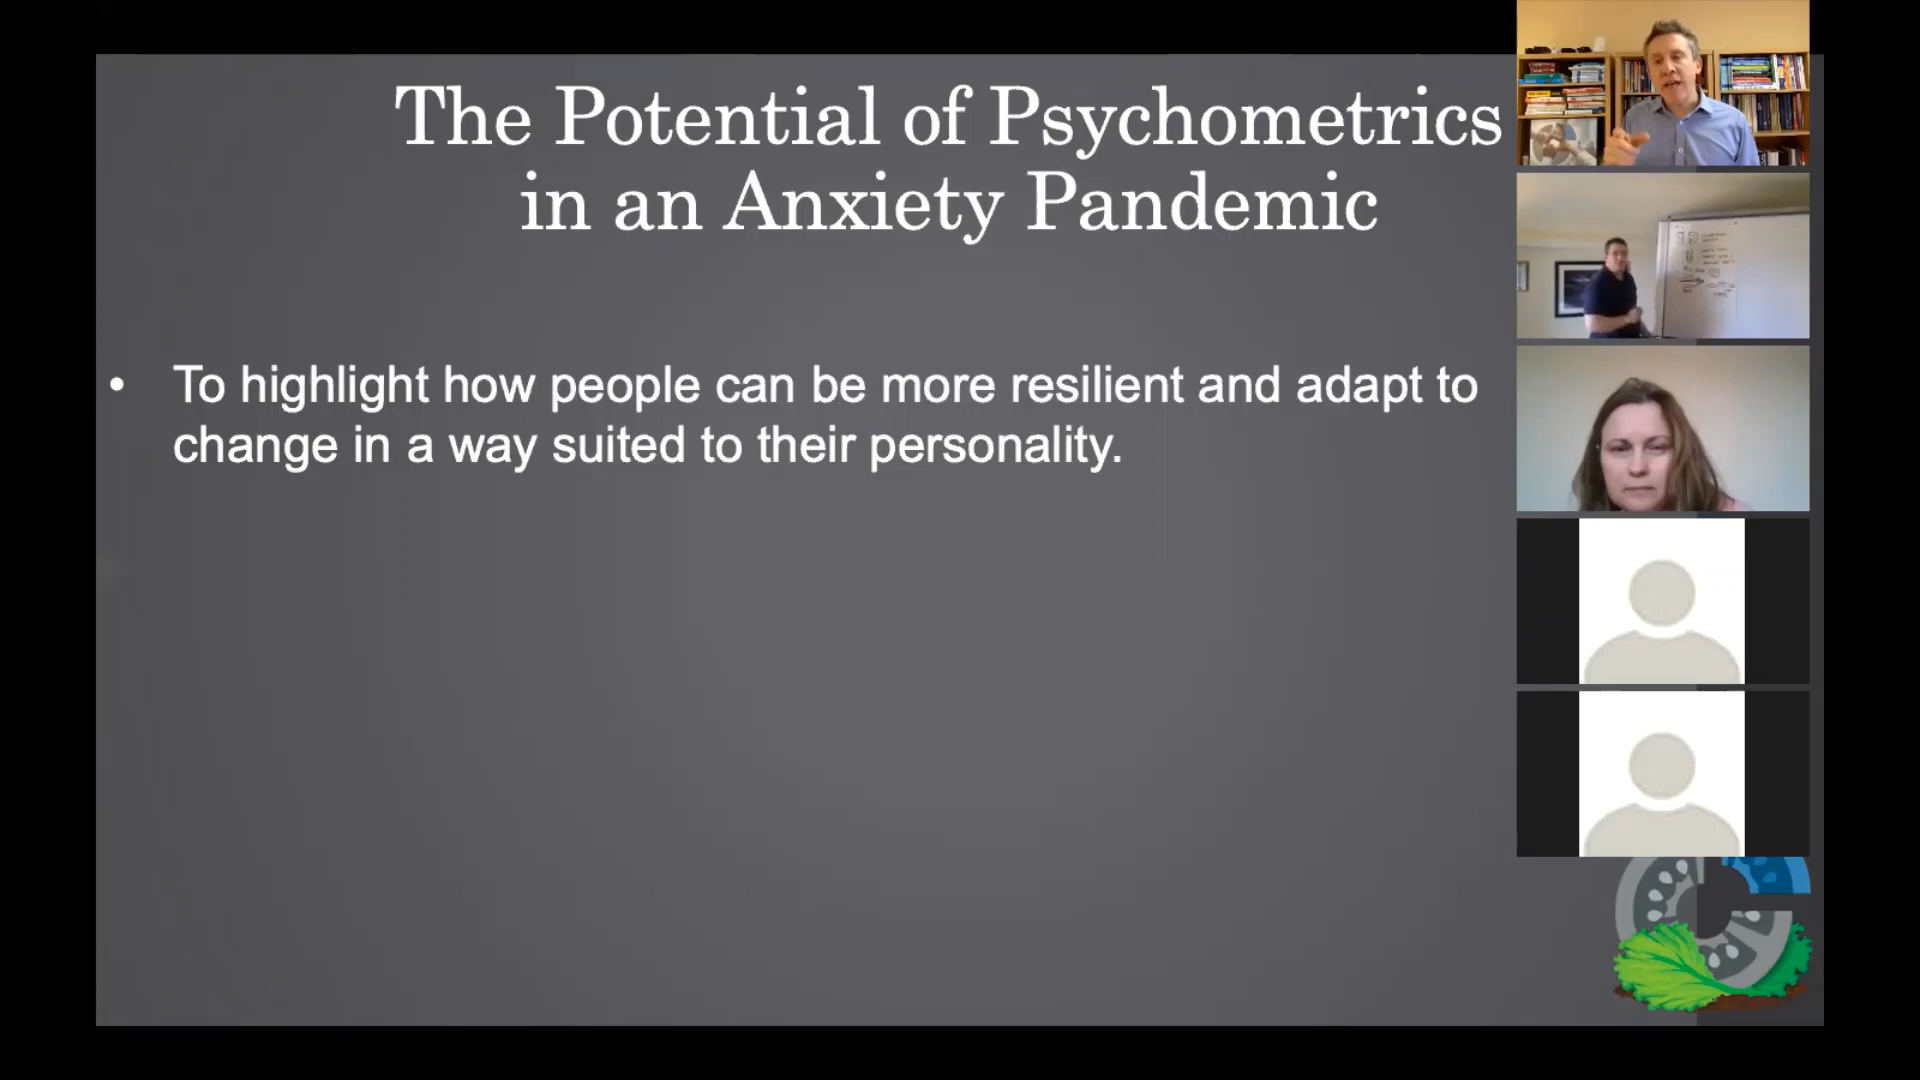 The Potential of Psychometrics
in an Anxiety Pandemic
• To highlight how people can be more resilient and adapt to
change in a way suited to their personality.